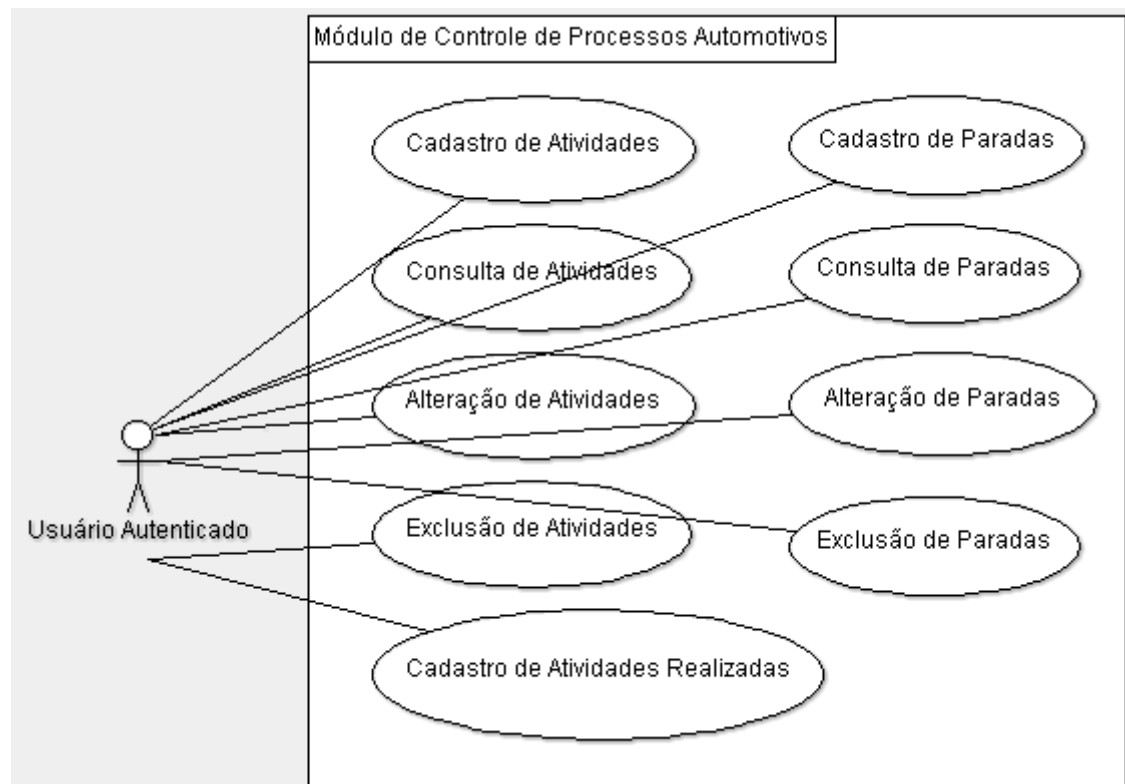 Módulo de Controle de Processos Automotivos
Cadastro de Atividades
Cadastro de Paradas
Consulta de Atividades
Consulta de Paradas
Alteração de Atividades
Alteração de Paradas
Usuário Autenticado
Exclusão de Atividades
Exclusão de Paradas
Cadastro de Atividades Realizadas